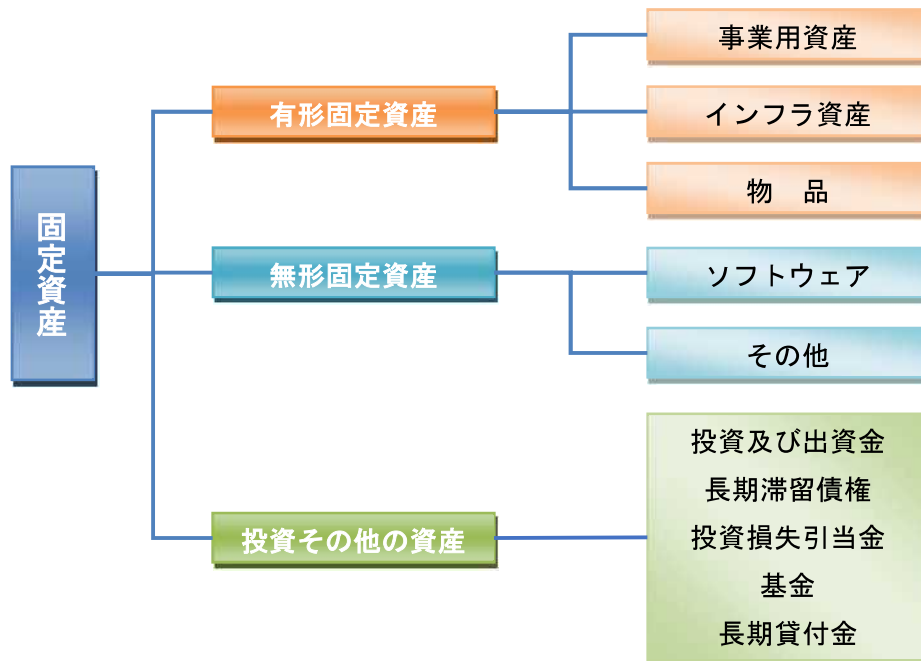 固定資産
有形固定資産
事業用資産
インフラ資産
物　品
無形固定資産
ソフトウェア
その他
投資その他の資産
投資及び出資金
長期滞留債権
投資損失引当金
基金
長期貸付金